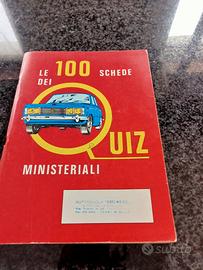 LE 100 SCHEDE
DEI
QUIZ
MINISTERIALI
subito